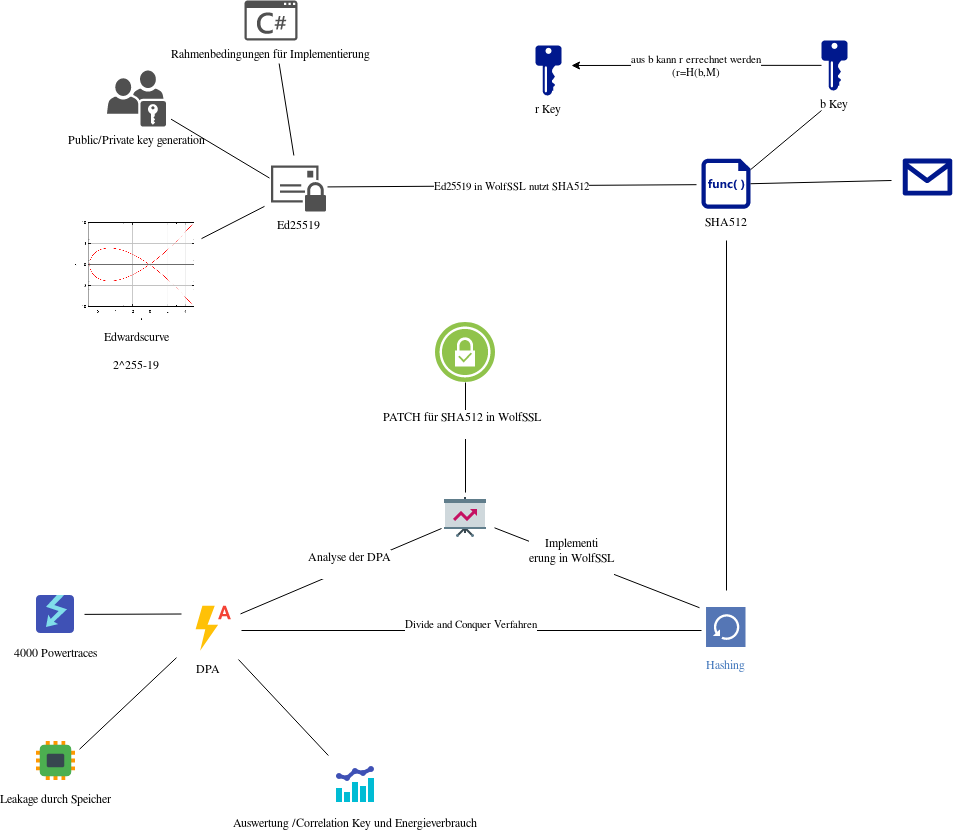 C#
Rahmenbedingungen für Implementierung
aus b kann r errechnet werden
(r=H(b,M)
r Key
b Key
Public/Private key generation
Ed25519 in WolfSSL nutzt SHA512
func( )
Ed25519
SHA512
Edwardscurve
2^255-19
PATCH für SHA512 in WolfSSL
Analyse der DPA
Implementi
erung in WolfSSL
A
Divide and Conquer Verfahren
4000 Powertraces
DPA
Hashing
Leakage durch Speicher
Auswertung /Correlation Key und Energieverbrauch